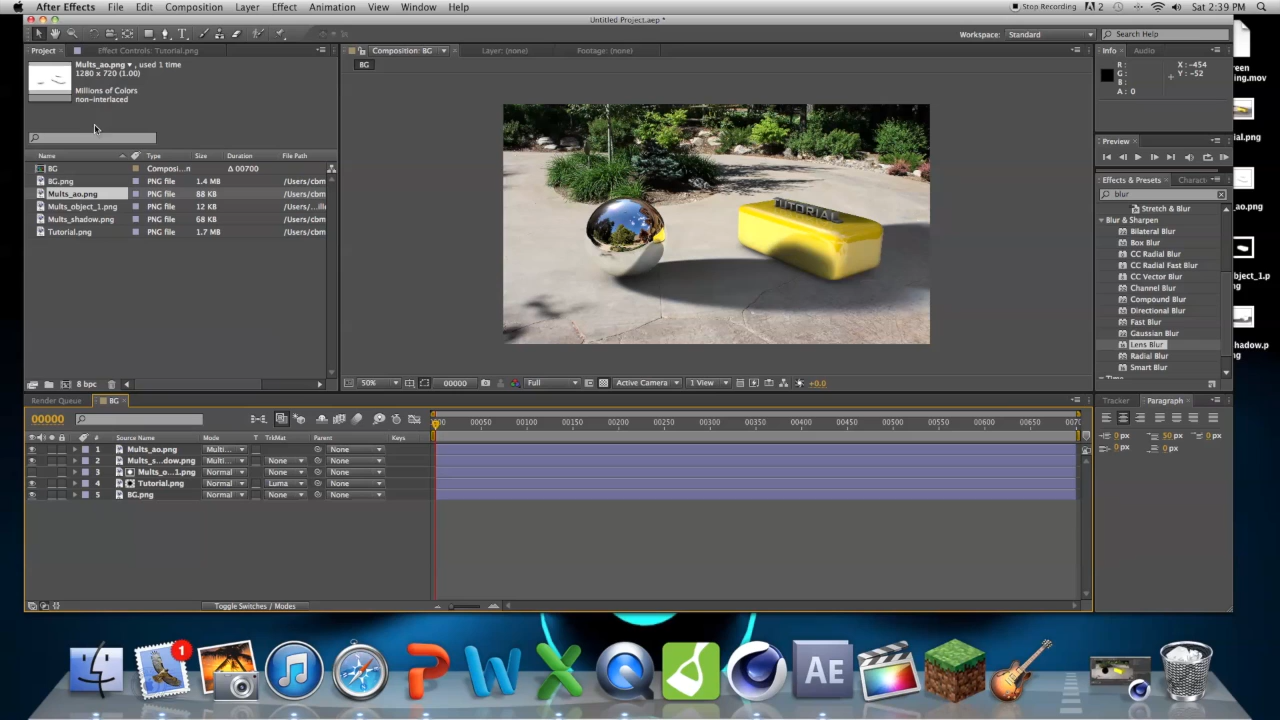 After Effects File Edit Composition Layer Effect Animation View Window Help Stop Recording 2 Sat 2:39 PM
Untitled Project.aep *
Workspace: Standard Search Help
Project Effect Controls: Tutorial.png Composition: BG Layer: (none) Footage: (none) Info Audio
Mults_ao.png , used 1 time
1280 x 720 (1.00)
Millions of Colors
non-interlaced
BG
R : X : -454
G : Y : -52
B :
A : 0
Preview
Effects & Presets Charact
blur
Name Type Size Duration File Path
BG Composi...n Δ 00700
BG.png PNG file 1.4 MB /Users/cbm
Mults_ao.png PNG file 88 KB /Users/cbm
Mults_object_1.png PNG file 12 KB /Users/c...ill
Mults_shadow.png PNG file 68 KB /Users/cbm
Tutorial.png PNG file 1.7 MB /Users/cbm
TUTORIAL
Stretch & Blur
Blur & Sharpen
Bilateral Blur
Box Blur
CC Radial Blur
CC Radial Fast Blur
CC Vector Blur
Channel Blur
Compound Blur
Directional Blur
Fast Blur
Gaussian Blur
Lens Blur
Radial Blur
Smart Blur
8 bpc
50% 00000 Full Active Camera 1 View +0.0
Render Queue BG
Tracker Paragraph
00000
00050 00100 00150 00200 00250 00300 00350 00400 00450 00500 00550 00600 00650 0070
0 px 50 px 0 px
0 px 0 px
# Source Name Mode T TrkMat Parent Keys
1 Mults_ao.png Multi... None
2 Mults_s...dow.png Multi... None None
3 Mults_o...1.png Normal None None
4 Tutorial.png Normal Luma None
5 BG.png Normal None None
Toggle Switches / Modes
1
AE